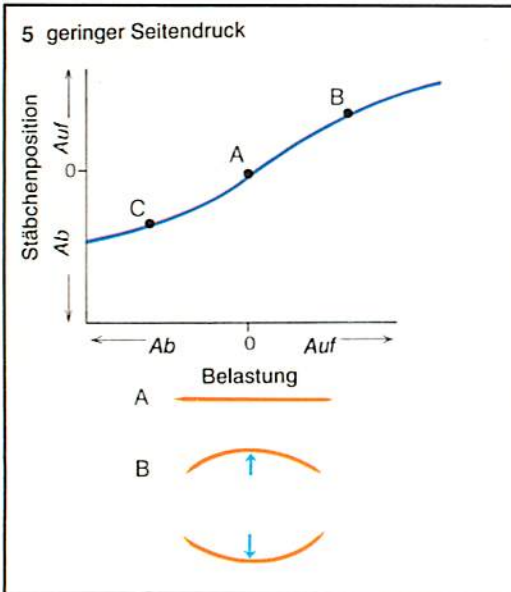 5 geringer Seitendruck
Stäbchenposition
Auf
0
Ab
B
A
C
Ab
0
Auf
Belastung
A
B